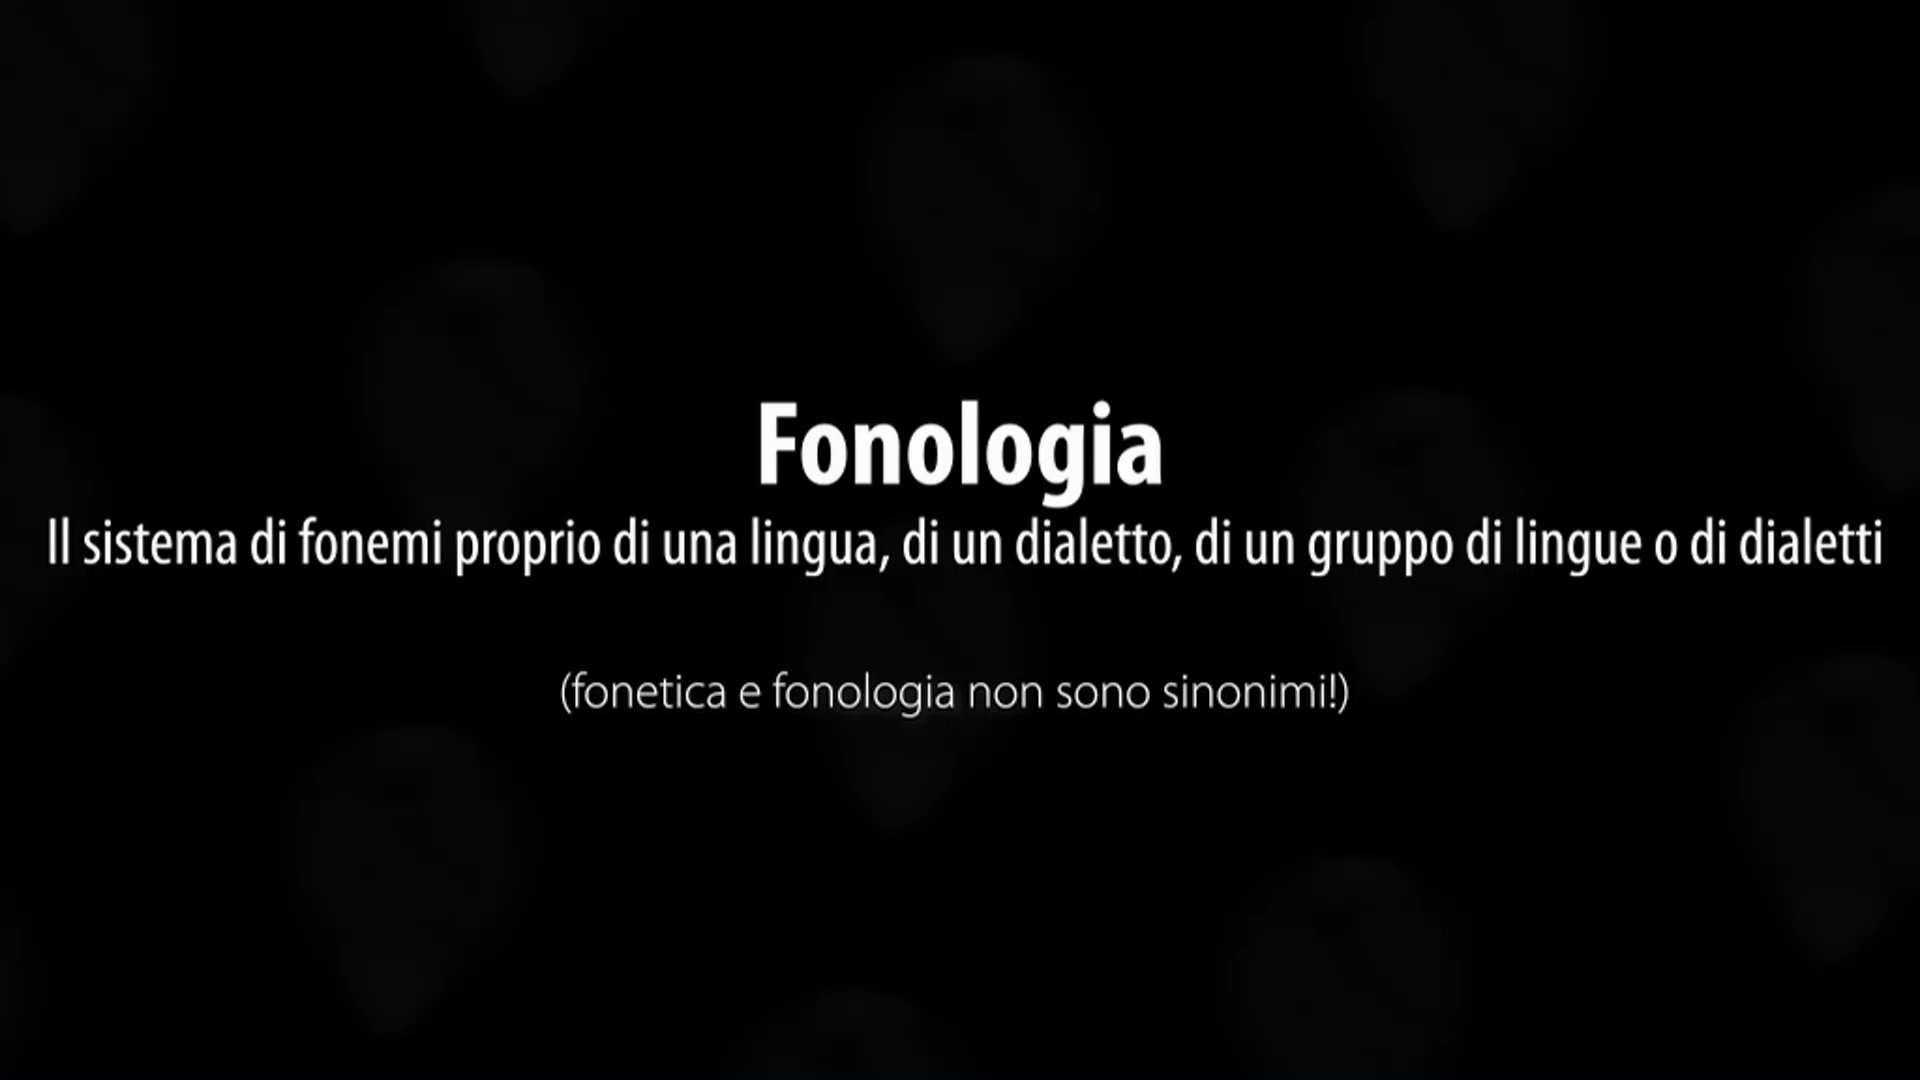 Fonologia
Il sistema di fonemi proprio di una lingua, di un dialetto, di un gruppo di lingue o di dialetti
(fonetica e fonologia non sono sinonimi!)